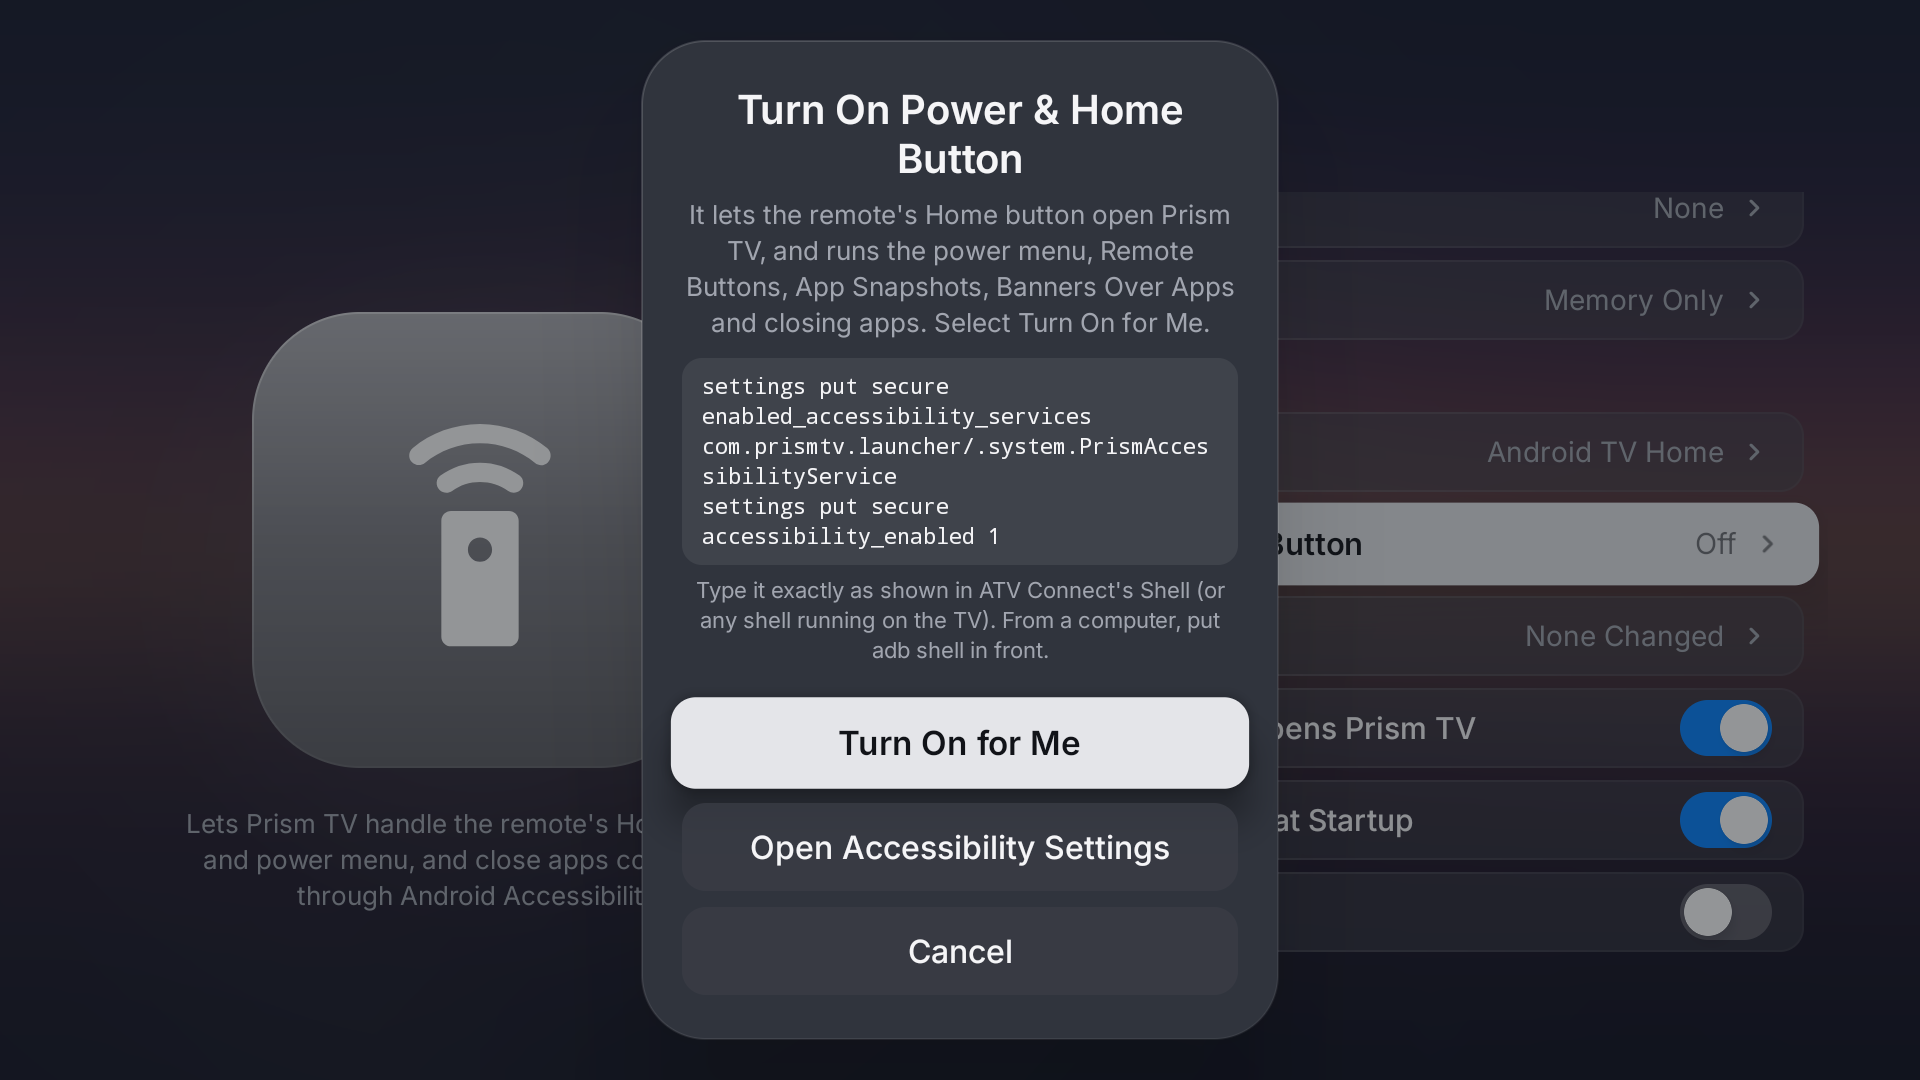 Turn On Power & Home
Button
It lets the remote's Home button open Prism
TV, and runs the power menu, Remote
Buttons, App Snapshots, Banners Over Apps
and closing apps. Select Turn On for Me.
settings put secure
enabled_accessibility_services
com.prismtv.launcher/.system.PrismAcces
sibilityService
settings put secure
accessibility_enabled 1
Type it exactly as shown in ATV Connect's Shell (or
any shell running on the TV). From a computer, put
adb shell in front.
Turn On for Me
Open Accessibility Settings
Cancel
Lets Prism TV handle the remote's
and power menu, and close apps
through Android
None
Memory Only
Android TV Home
Button Off
None Changed
Prism TV
at Startup